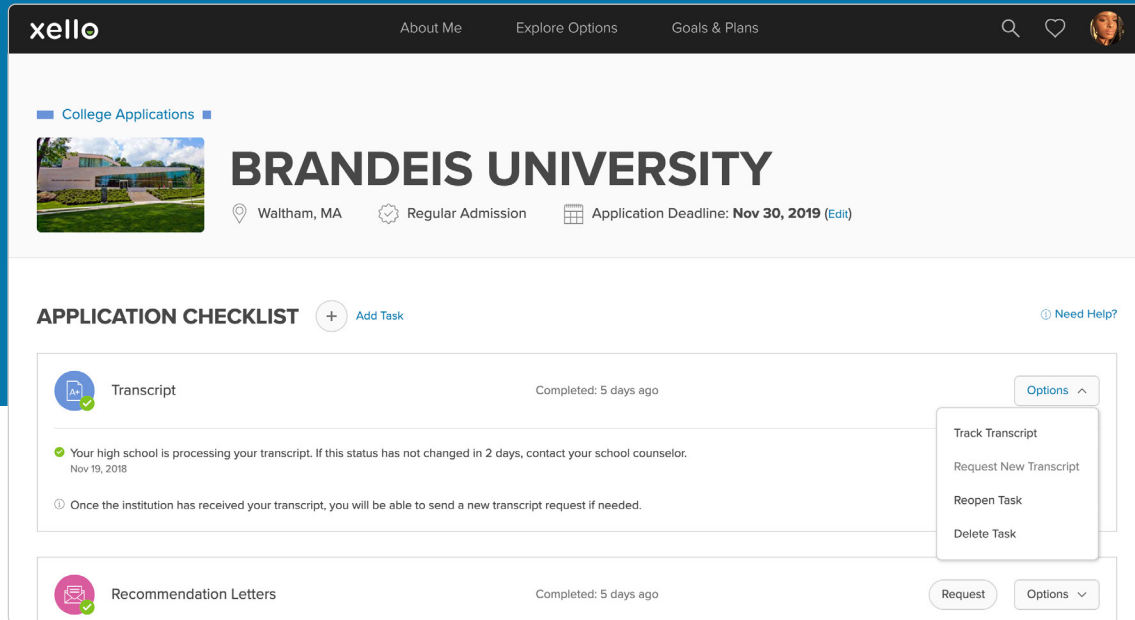 xello
About Me
Explore Options
Goals & Plans
College Applications
BRANDEIS UNIVERSITY
Waltham, MA
Regular Admission
Application Deadline: Nov 30, 2019 (Edit)
APPLICATION CHECKLIST
+
Add Task
Need Help?
A+
Transcript
Completed: 5 days ago
Options
Track Transcript
Request New Transcript
Reopen Task
Delete Task
Your high school is processing your transcript. If this status has not changed in 2 days, contact your school counselor.
Nov 19, 2018
Once the institution has received your transcript, you will be able to send a new transcript request if needed.
Recommendation Letters
Completed: 5 days ago
Request
Options